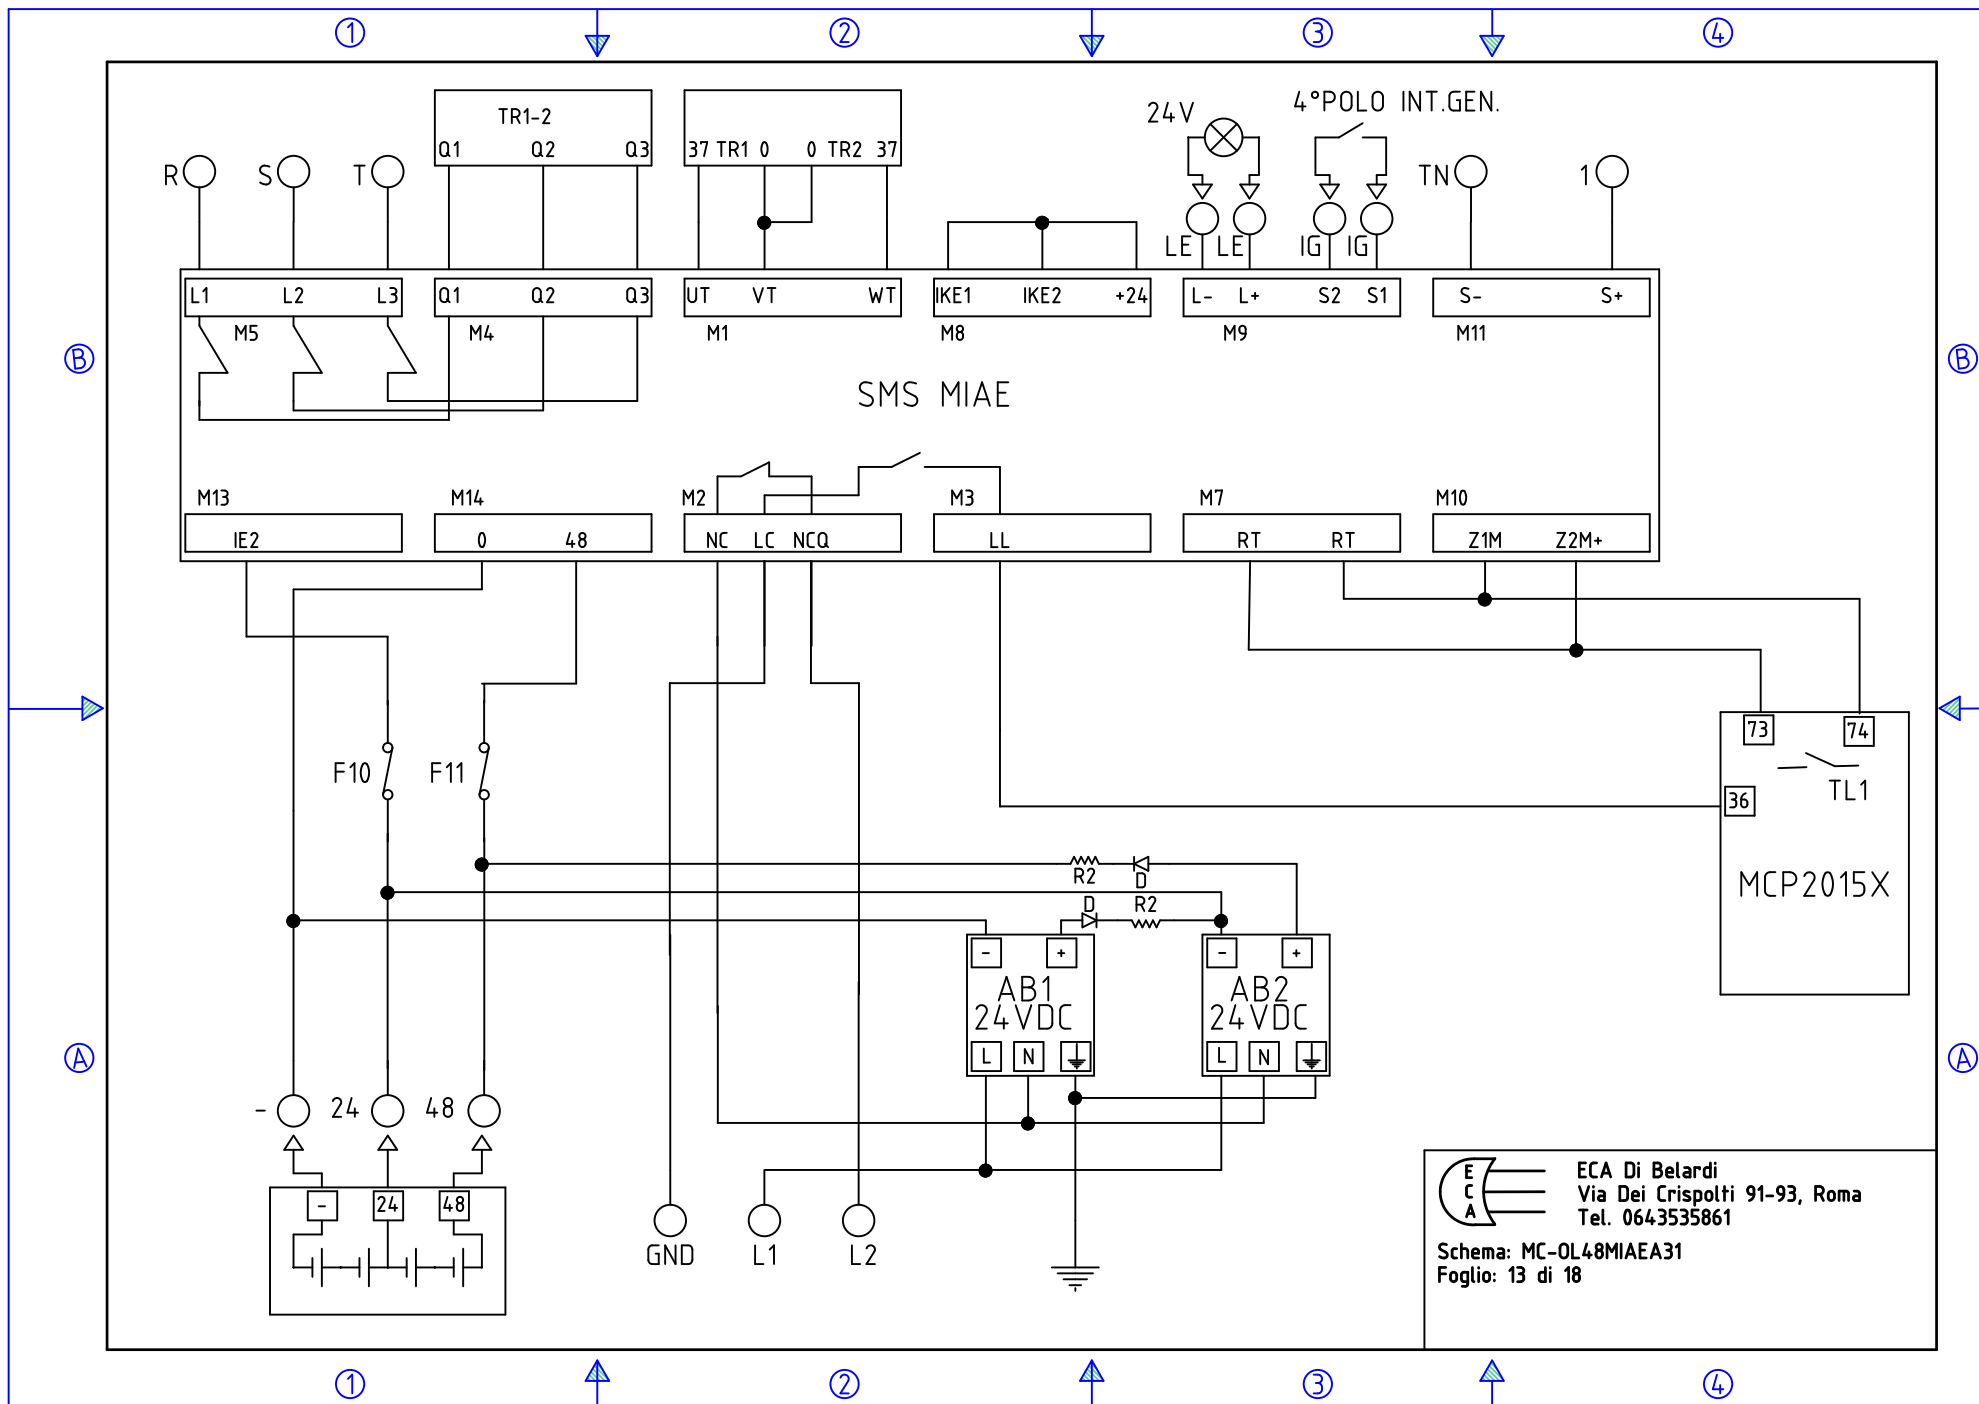 1 2 3 4
24V 4°POLO INT.GEN.
TR1-2
Q1 Q2 Q3
37 TR1 0 0 TR2 37
R S T
TN 1
LE LE IG IG
L1 L2 L3
Q1 Q2 Q3
UT VT WT
IKE1 IKE2 +24
L- L+ S2 S1
S- S+
M5 M4 M1 M8 M9 M11
B B
SMS MIAE
M13 M14 M2 M3 M7 M10
IE2
0 48
NC LC NCQ
LL
RT RT
Z1M Z2M+
73 74
F10 F11
TL1
36
MCP2015X
R2 D
D R2
- +
- +
AB1
24VDC
AB2
24VDC
L N
L N
A A
- 24 48
- 24 48
GND L1 L2
E
C
A
ECA Di Belardi
Via Dei Crispolti 91-93, Roma
Tel. 0643535861
Schema: MC-OL48MIAEA31
Foglio: 13 di 18
1 2 3 4